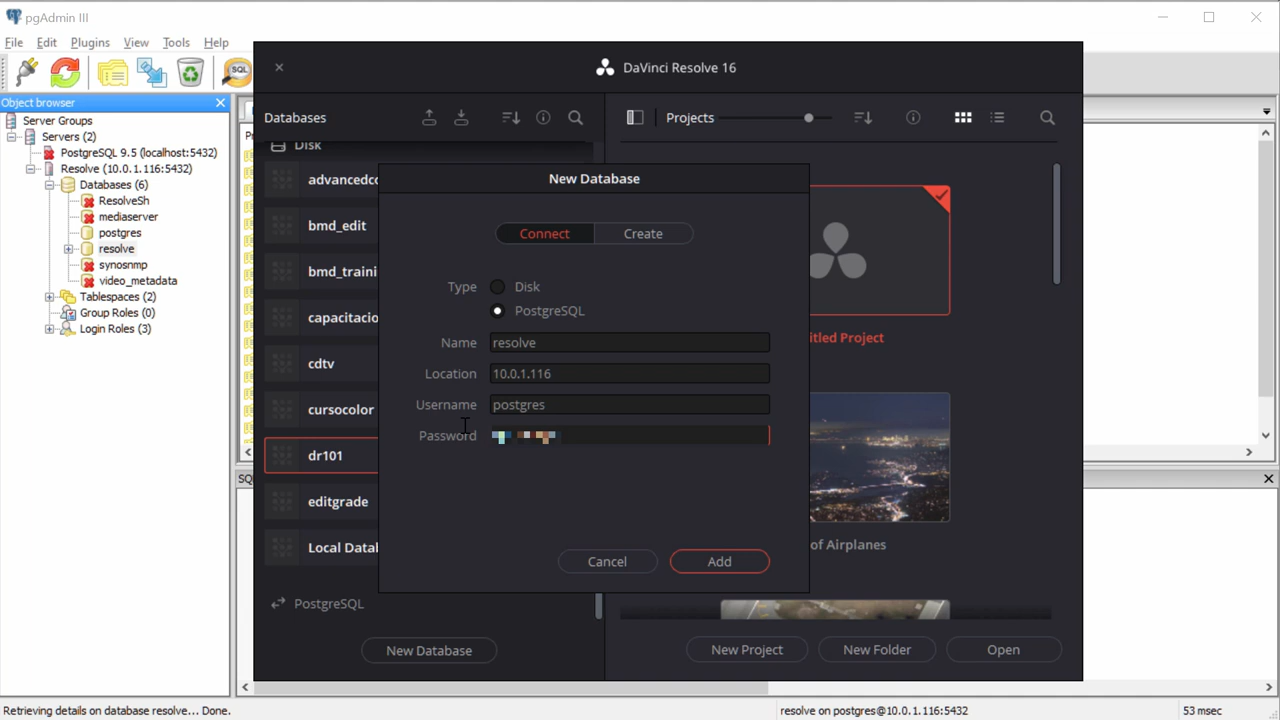 pgAdmin III
File Edit Plugins View Tools Help
SQL
Object browser
Server Groups
Servers (2)
PostgreSQL 9.5 (localhost:5432)
Resolve (10.0.1.116:5432)
Databases (6)
ResolveSh
mediaserver
postgres
resolve
synosnmp
video_metadata
Tablespaces (2)
Group Roles (0)
Login Roles (3)
DaVinci Resolve 16
Databases
Projects
Disk
advancedco
bmd_edit
bmd_traini
capacitacio
cdtv
cursocolor
dr101
editgrade
Local Datal
PostgreSQL
New Database
New Database
Connect Create
Type Disk
PostgreSQL
Name resolve
Location 10.0.1.116
Username postgres
Password
Cancel Add
itled Project
of Airplanes
New Project New Folder Open
Retrieving details on database resolve... Done.
resolve on postgres@10.0.1.116:5432
53 msec